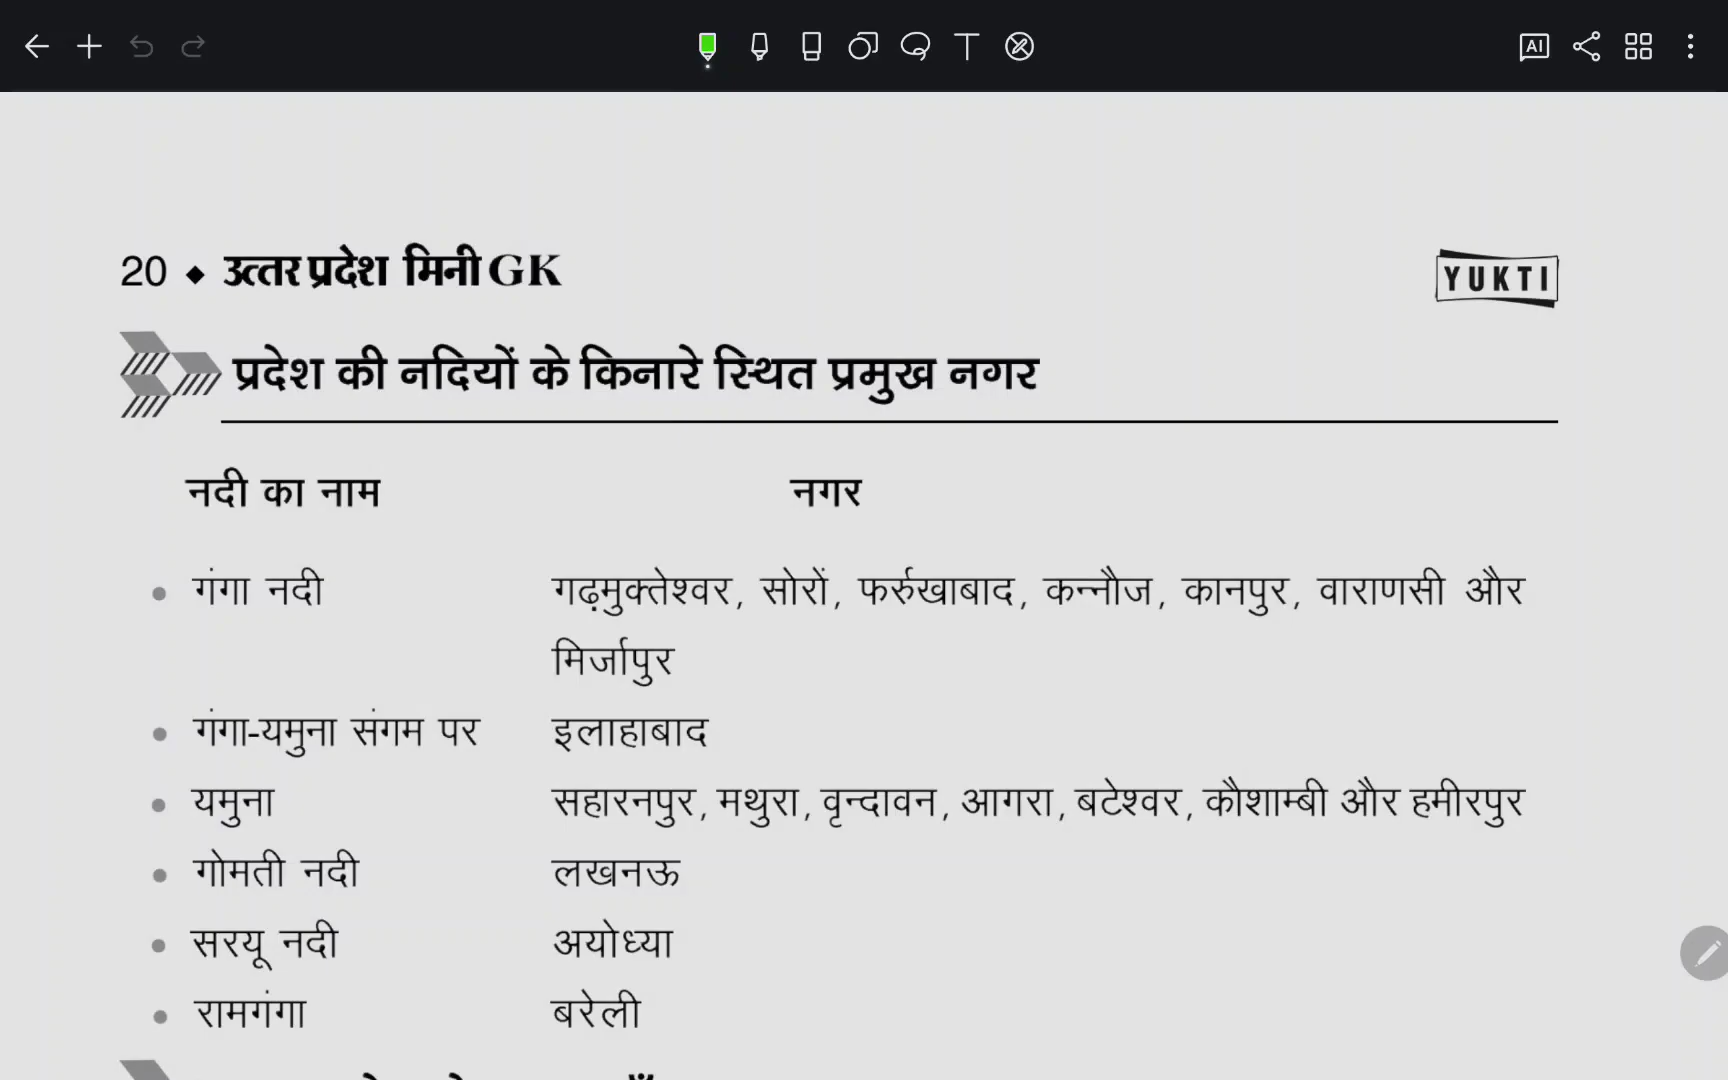 AI
20 ◆ उत्तर प्रदेश मिनी GK
YUKTI
प्रदेश की नदियों के किनारे स्थित प्रमुख नगर
नदी का नाम नगर
• गंगा नदी गढ़मुक्तेश्वर, सोरों, फर्रुखाबाद, कन्नौज, कानपुर, वाराणसी और
मिर्जापुर
• गंगा-यमुना संगम पर इलाहाबाद
• यमुना सहारनपुर, मथुरा, वृन्दावन, आगरा, बटेश्वर, कौशाम्बी और हमीरपुर
• गोमती नदी लखनऊ
• सरयू नदी अयोध्या
• रामगंगा बरेली